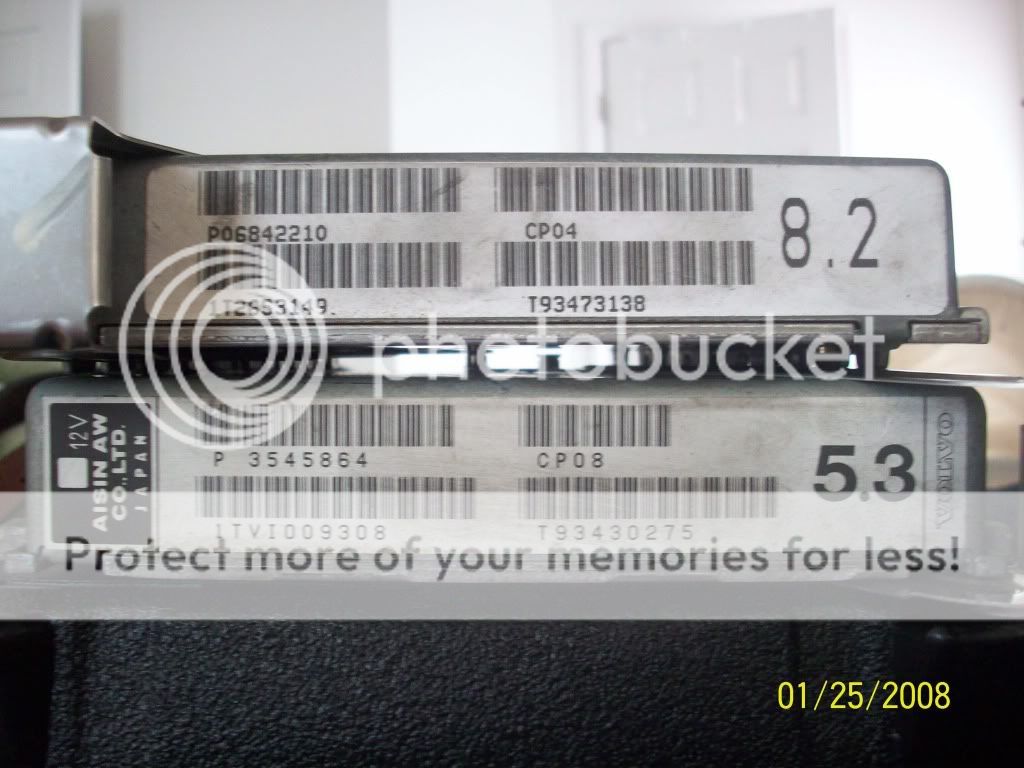 P06842210
CP04
8.2
T93473138
photobucket
12V
AISIN AW
CO.,LTD.
JAPAN
P 3545864
CP08
5.3
VOLVO
1TVI009308
T93430275
Protect more of your memories for less!
01/25/2008